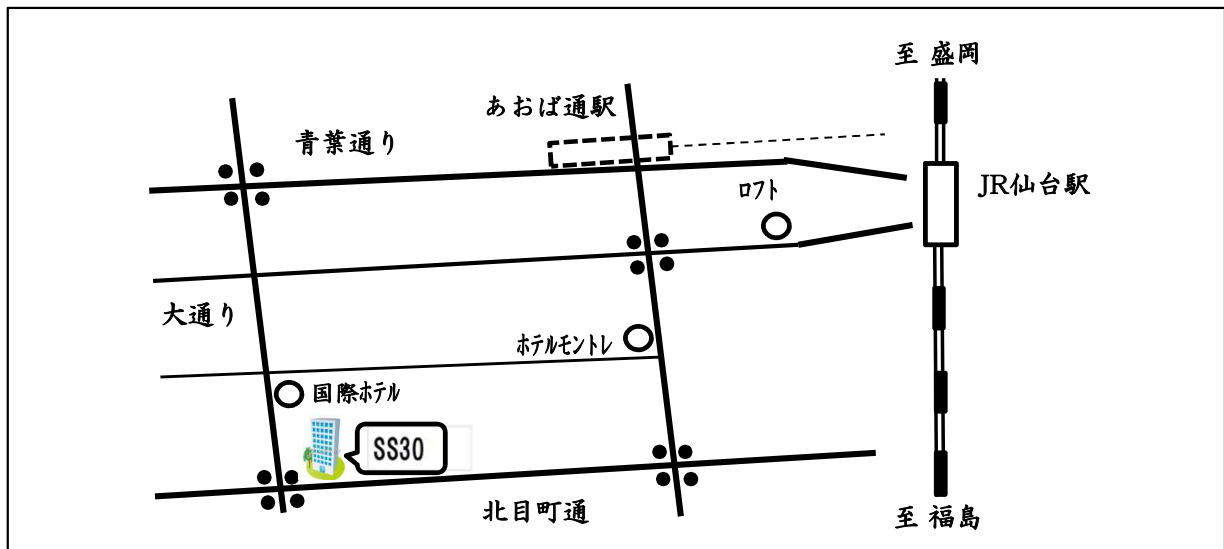 至 盛岡
あおば通駅
青葉通り
ロフト
JR仙台駅
大通り
ホテルモントレ
国際ホテル
SS30
北目町通
至 福島